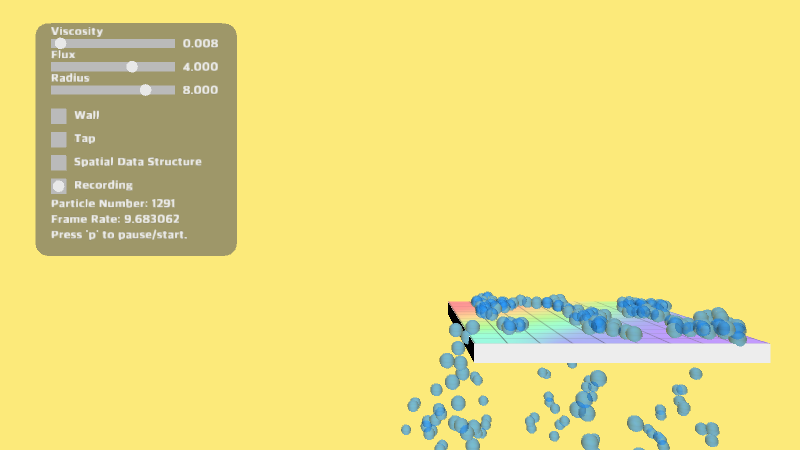 Viscosity
0.008
Flux
4.000
Radius
8.000
Wall
Tap
Spatial Data Structure
Recording
Particle Number: 1291
Frame Rate: 9.683062
Press 'p' to pause/start.